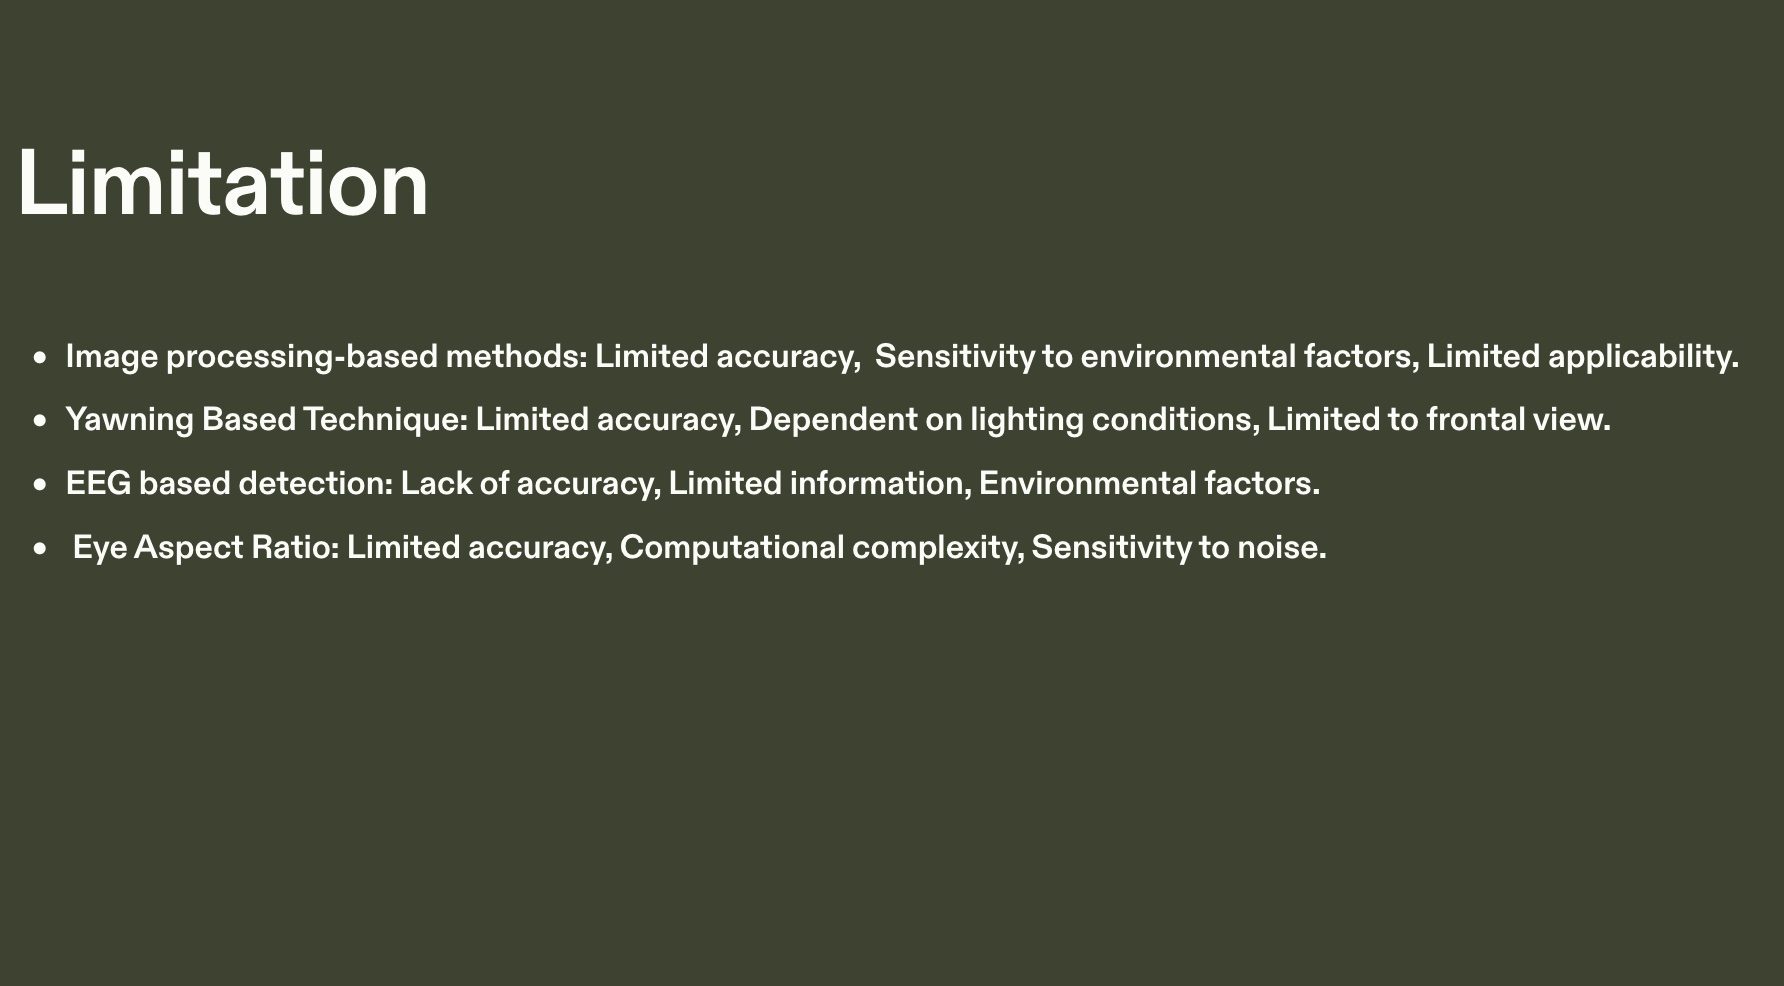 Limitation
• Image processing-based methods: Limited accuracy,  Sensitivity to environmental factors, Limited applicability.
• Yawning Based Technique: Limited accuracy, Dependent on lighting conditions, Limited to frontal view.
• EEG based detection: Lack of accuracy, Limited information, Environmental factors.
•  Eye Aspect Ratio: Limited accuracy, Computational complexity, Sensitivity to noise.